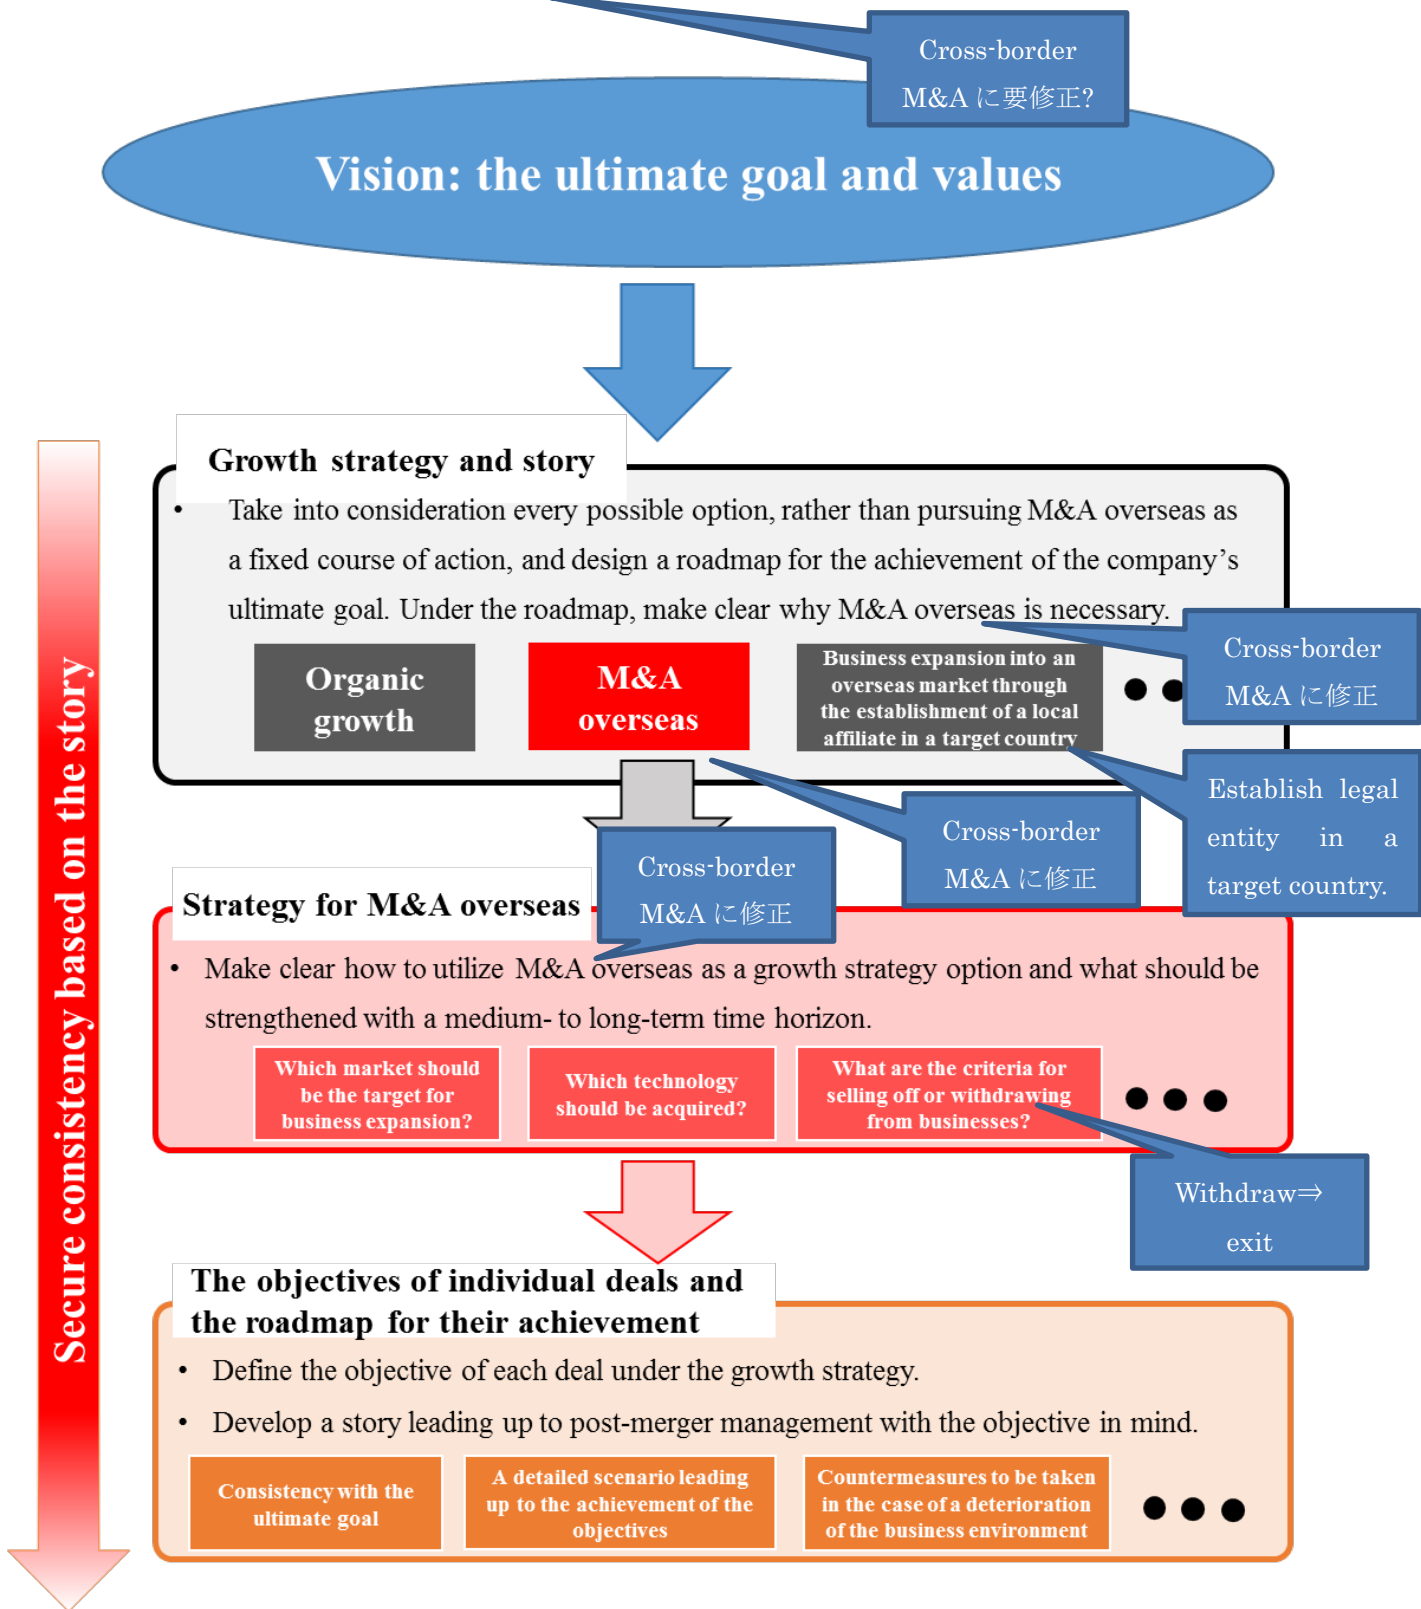 Cross-border
M&A に要修正?
Vision: the ultimate goal and values
Growth strategy and story
• Take into consideration every possible option, rather than pursuing M&A overseas as
a fixed course of action, and design a roadmap for the achievement of the company's
ultimate goal. Under the roadmap, make clear why M&A overseas is necessary.
Cross-border
M&A に修正
Organic
growth
M&A
overseas
Business expansion into an
overseas market through
the establishment of a local
affiliate in a target country
Establish legal
entity in a
target country.
Cross-border
M&A に修正
Cross-border
M&A に修正
Strategy for M&A overseas
• Make clear how to utilize M&A overseas as a growth strategy option and what should be
strengthened with a medium- to long-term time horizon.
Which market should
be the target for
business expansion?
Which technology
should be acquired?
What are the criteria for
selling off or withdrawing
from businesses?
Withdraw⇒
exit
The objectives of individual deals and
the roadmap for their achievement
• Define the objective of each deal under the growth strategy.
• Develop a story leading up to post-merger management with the objective in mind.
Consistency with the
ultimate goal
A detailed scenario leading
up to the achievement of the
objectives
Countermeasures to be taken
in the case of a deterioration
of the business environment
Secure consistency based on the story